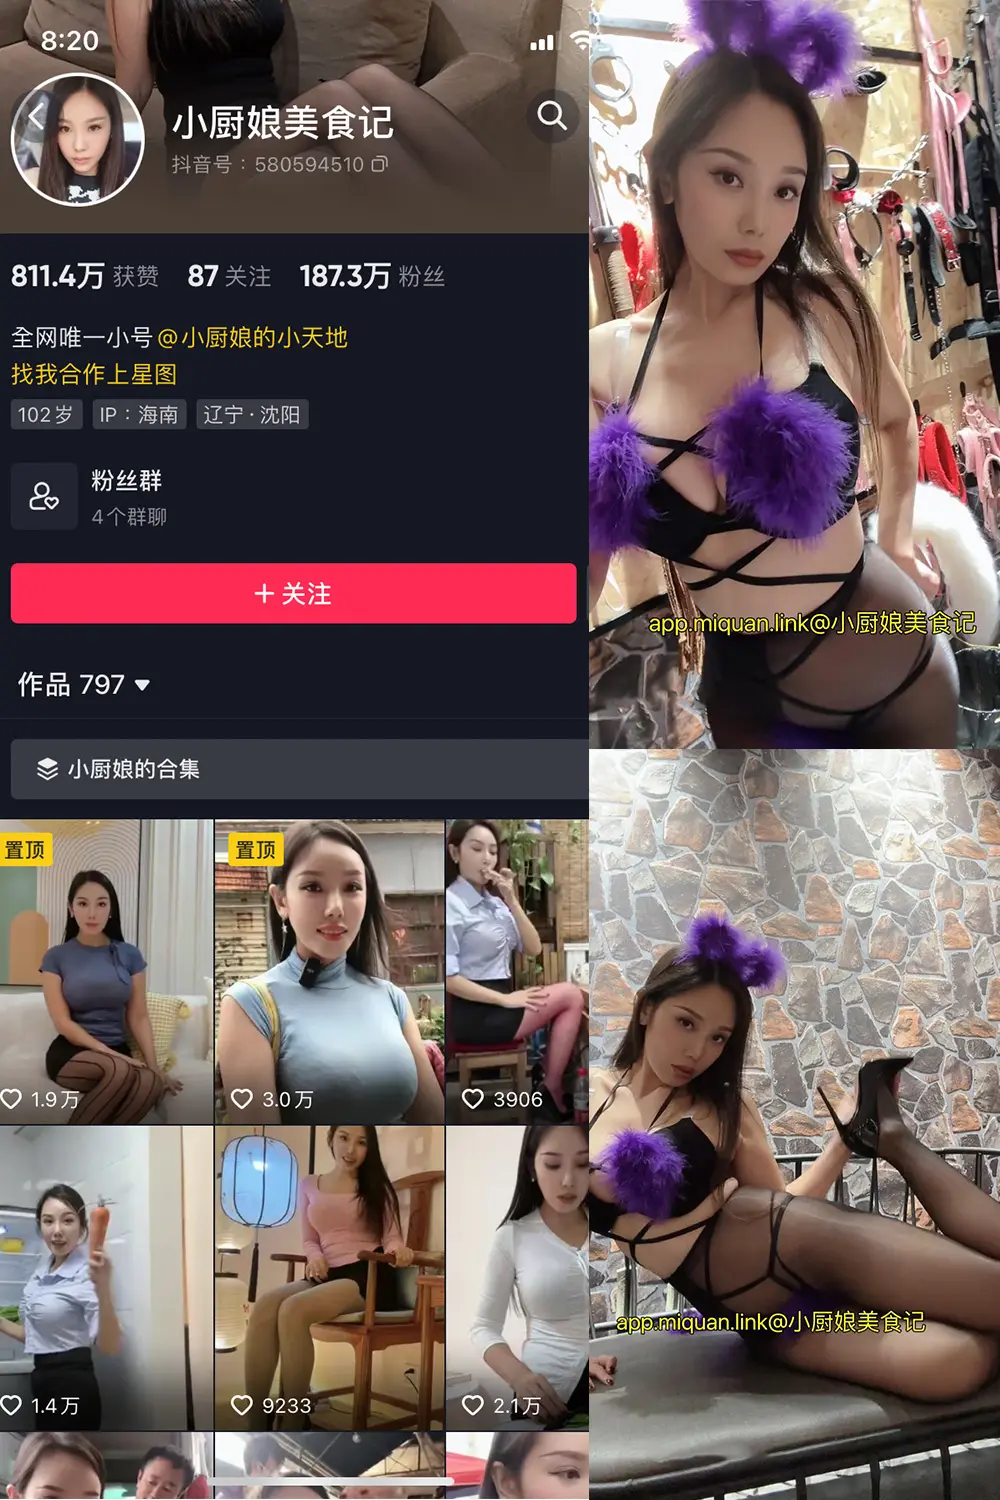 8:20
小厨娘美食记
抖音号：580594510
811.4万 获赞 87 关注 187.3万 粉丝
全网唯一小号@小厨娘的小天地
找我合作上星图
102岁 IP：海南 辽宁·沈阳
粉丝群
4个群聊
+ 关注
作品 797
小厨娘的合集
置顶
置顶
1.9万
3.0万
3906
1.4万
9233
2.1万
app.miquan.link@小厨娘美食记
app.miquan.link@小厨娘美食记